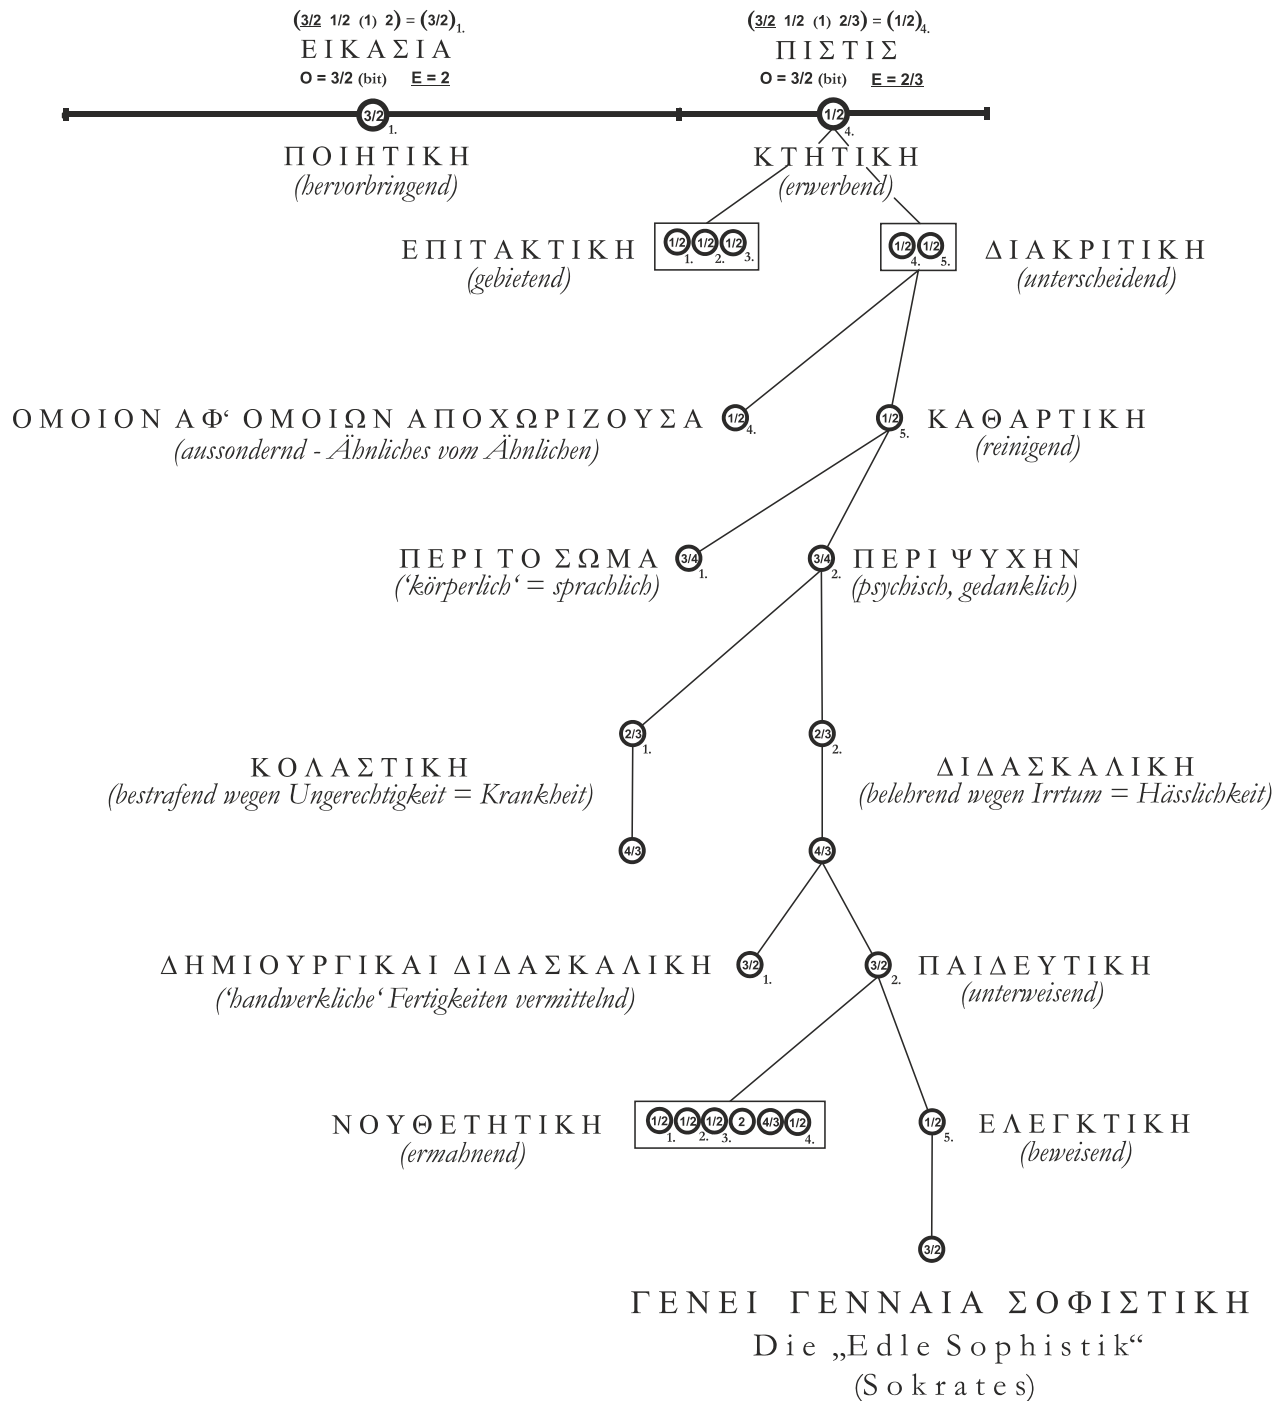 (3/2 1/2 (1) 2) = (3/2)1.
ΕΙΚΑΣΙΑ
O = 3/2 (bit) E = 2
(3/2 1/2 (1) 2/3) = (1/2)4.
ΠΙΣΤΙΣ
O = 3/2 (bit) E = 2/3
3/2 1.
1/2 4.
ΠΟΙΗΤΙΚΗ
(hervorbringend)
ΚΤΗΤΙΚΗ
(erwerbend)
ΕΠΙΤΑΚΤΙΚΗ
(gebietend)
1/2 1. 1/2 2. 1/2 3.
1/2 4. 1/2 5.
ΔΙΑΚΡΙΤΙΚΗ
(unterscheidend)
ΟΜΟΙΟΝ ΑΦ‘ ΟΜΟΙΩΝ ΑΠΟΧΩΡΙΖΟΥΣΑ
(aussondernd - Ähnliches vom Ähnlichen)
1/2 4.
1/2 5.
ΚΑΘΑΡΤΙΚΗ
(reinigend)
ΠΕΡΙ ΤΟ ΣΩΜΑ
(‘körperlich‘ = sprachlich)
3/4 1.
3/4 2.
ΠΕΡΙ ΨΥΧΗΝ
(psychisch, gedanklich)
2/3 1.
2/3 2.
ΚΟΛΑΣΤΙΚΗ
(bestrafend wegen Ungerechtigkeit = Krankheit)
ΔΙΔΑΣΚΑΛΙΚΗ
(belehrend wegen Irrtum = Hässlichkeit)
4/3
4/3
ΔΗΜΙΟΥΡΓΙΚΑΙ ΔΙΔΑΣΚΑΛΙΚΗ
(‘handwerkliche‘ Fertigkeiten vermittelnd)
3/2 1.
3/2 2.
ΠΑΙΔΕΥΤΙΚΗ
(unterweisend)
ΝΟΥΘΕΤΗΤΙΚΗ
(ermahnend)
1/2 1. 1/2 2. 1/2 3. 2 4/3 1/2 4.
1/2 5.
ΕΛΕΓΚΤΙΚΗ
(beweisend)
3/2
ΓΕΝΕΙ ΓΕΝΝΑΙΑ ΣΟΦΙΣΤΙΚΗ
Die „Edle Sophistik“
(Sokrates)